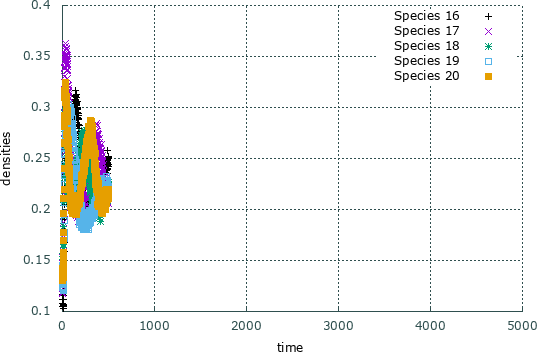 0.4
0.35
0.3
0.25
0.2
0.15
0.1
densities
Species 16
Species 17
Species 18
Species 19
Species 20
0 1000 2000 3000 4000 5000
time